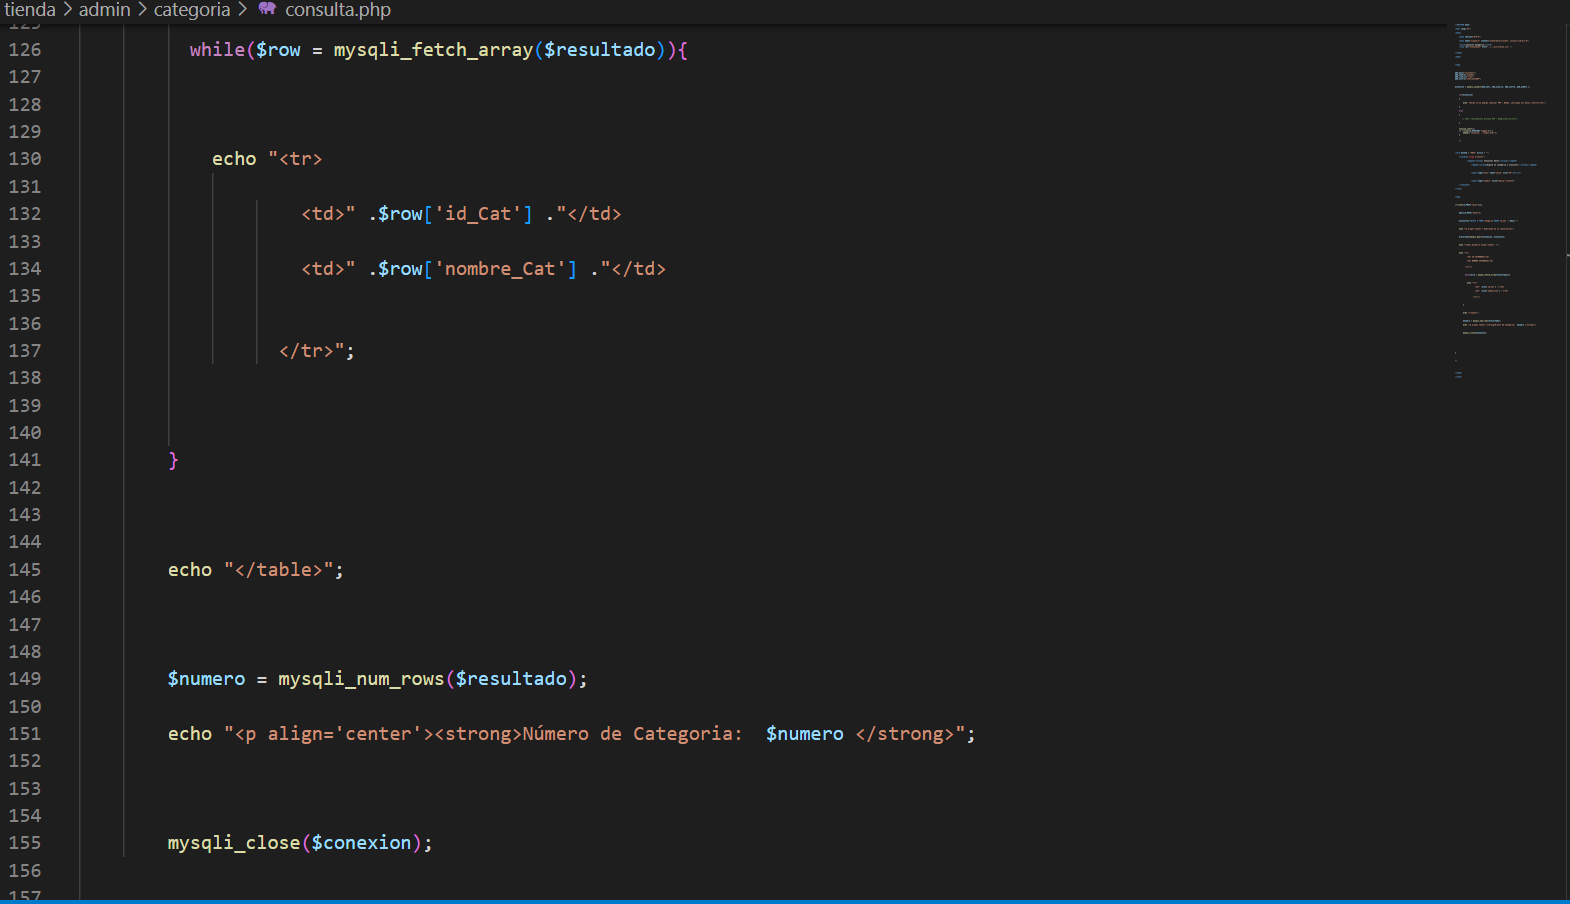 tienda > admin > categoria > consulta.php
125
126 while($row = mysqli_fetch_array($resultado)){
127
128
129
130 echo "<tr>
131
132 <td>" .$row['id_Cat'] ."</td>
133
134 <td>" .$row['nombre_Cat'] ."</td>
135
136
137 </tr>";
138
139
140
141 }
142
143
144
145 echo "</table>";
146
147
148
149 $numero = mysqli_num_rows($resultado);
150
151 echo "<p align='center'><strong>Número de Categoria:  $numero </strong>";
152
153
154
155 mysqli_close($conexion);
156
157